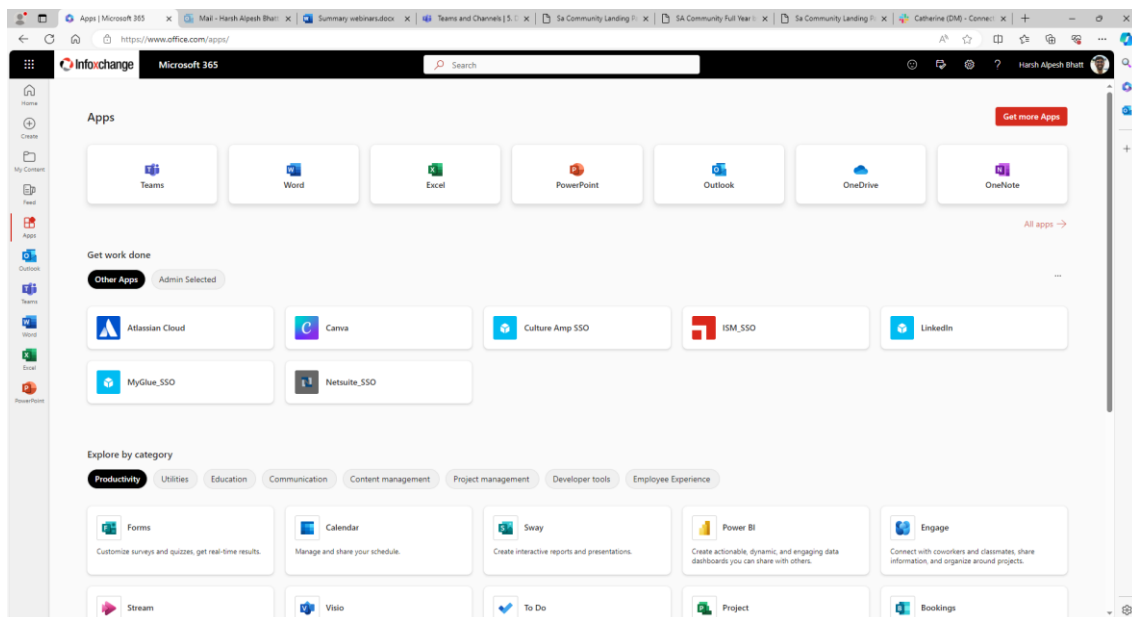 Apps | Microsoft 365
Mail - Harsh Alpesh Bhatt
Summary webinars.docx
Teams and Channels | 5.
Sa Community Landing
SA Community Full Year
Sa Community Landing
Catherine (DM) - Connect
https://www.office.com/apps/
Infoxchange
Microsoft 365
Search
Harsh Alpesh Bhatt
Home
Create
My Content
Feed
Apps
Outlook
Teams
Word
Excel
PowerPoint
Apps
Get more Apps
Teams
Word
Excel
PowerPoint
Outlook
OneDrive
OneNote
All apps →
Get work done
Other Apps
Admin Selected
Atlassian Cloud
Canva
Culture Amp SSO
ISM_SSO
LinkedIn
MyGlue_SSO
Netsuite_SSO
Explore by category
Productivity
Utilities
Education
Communication
Content management
Project management
Developer tools
Employee Experience
Forms
Customize surveys and quizzes, get real-time results.
Calendar
Manage and share your schedule.
Sway
Create interactive reports and presentations.
Power BI
Create actionable, dynamic, and engaging data
dashboards you can share with others.
Engage
Connect with coworkers and classmates, share
information, and organize around projects.
Stream
Visio
To Do
Project
Bookings